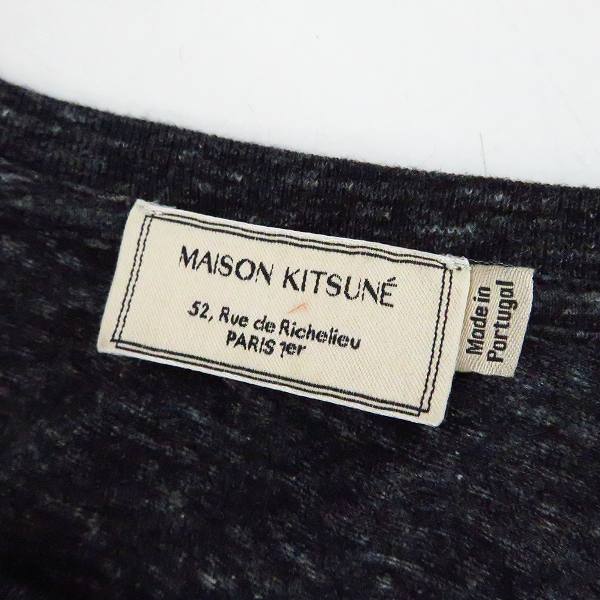 MAISON KITSUNÉ
52, Rue de Richelieu
PARIS 1er
Made in
Portugal